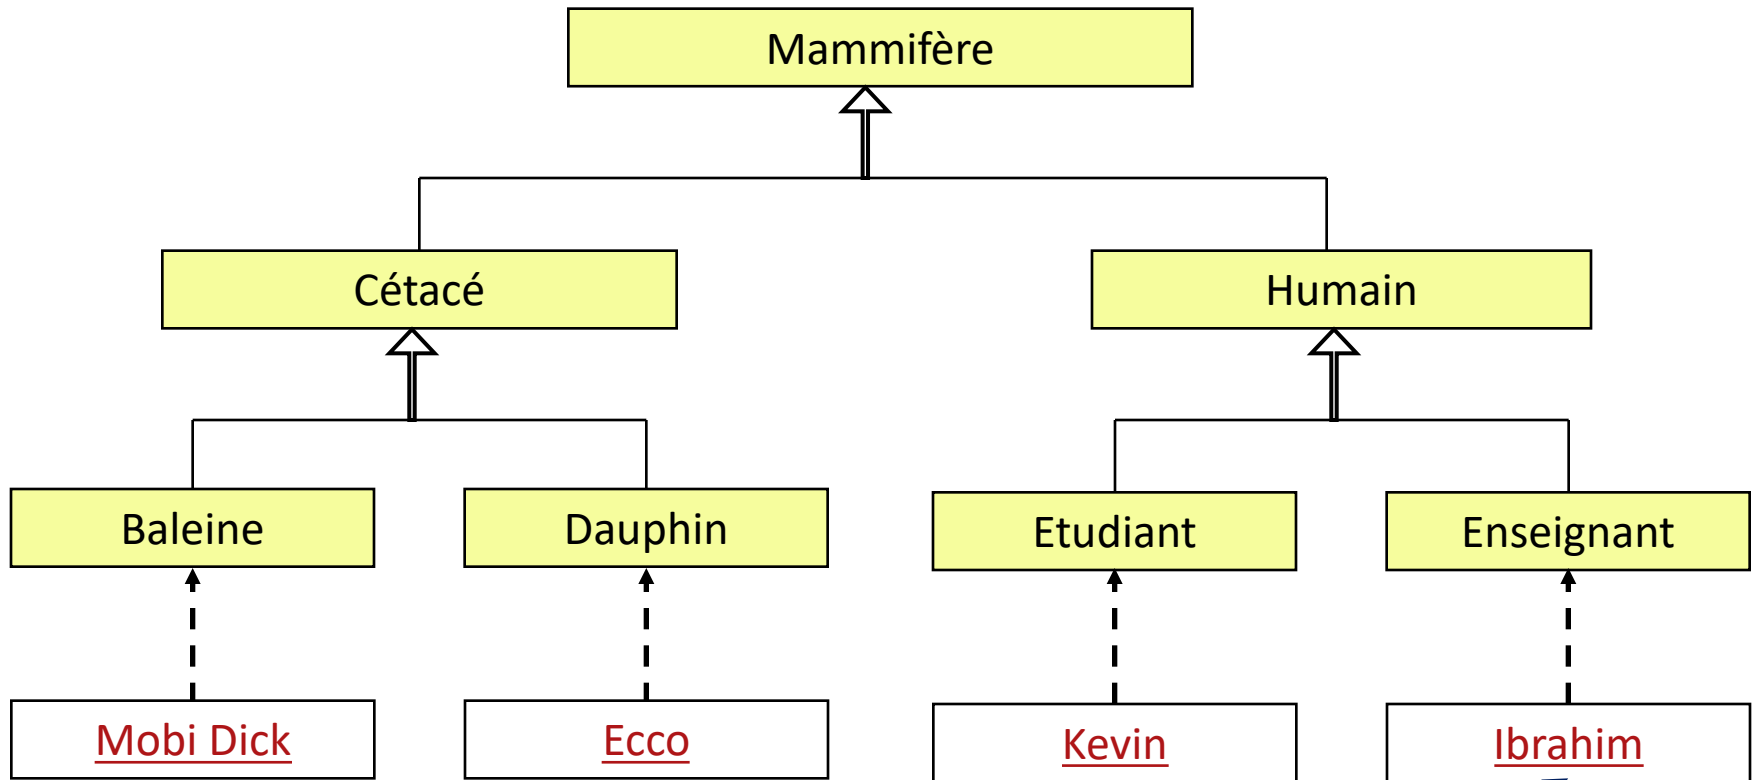 Mammifère
Cétacé
Humain
Baleine
Dauphin
Etudiant
Enseignant
Mobi Dick
Ecco
Kevin
Ibrahim